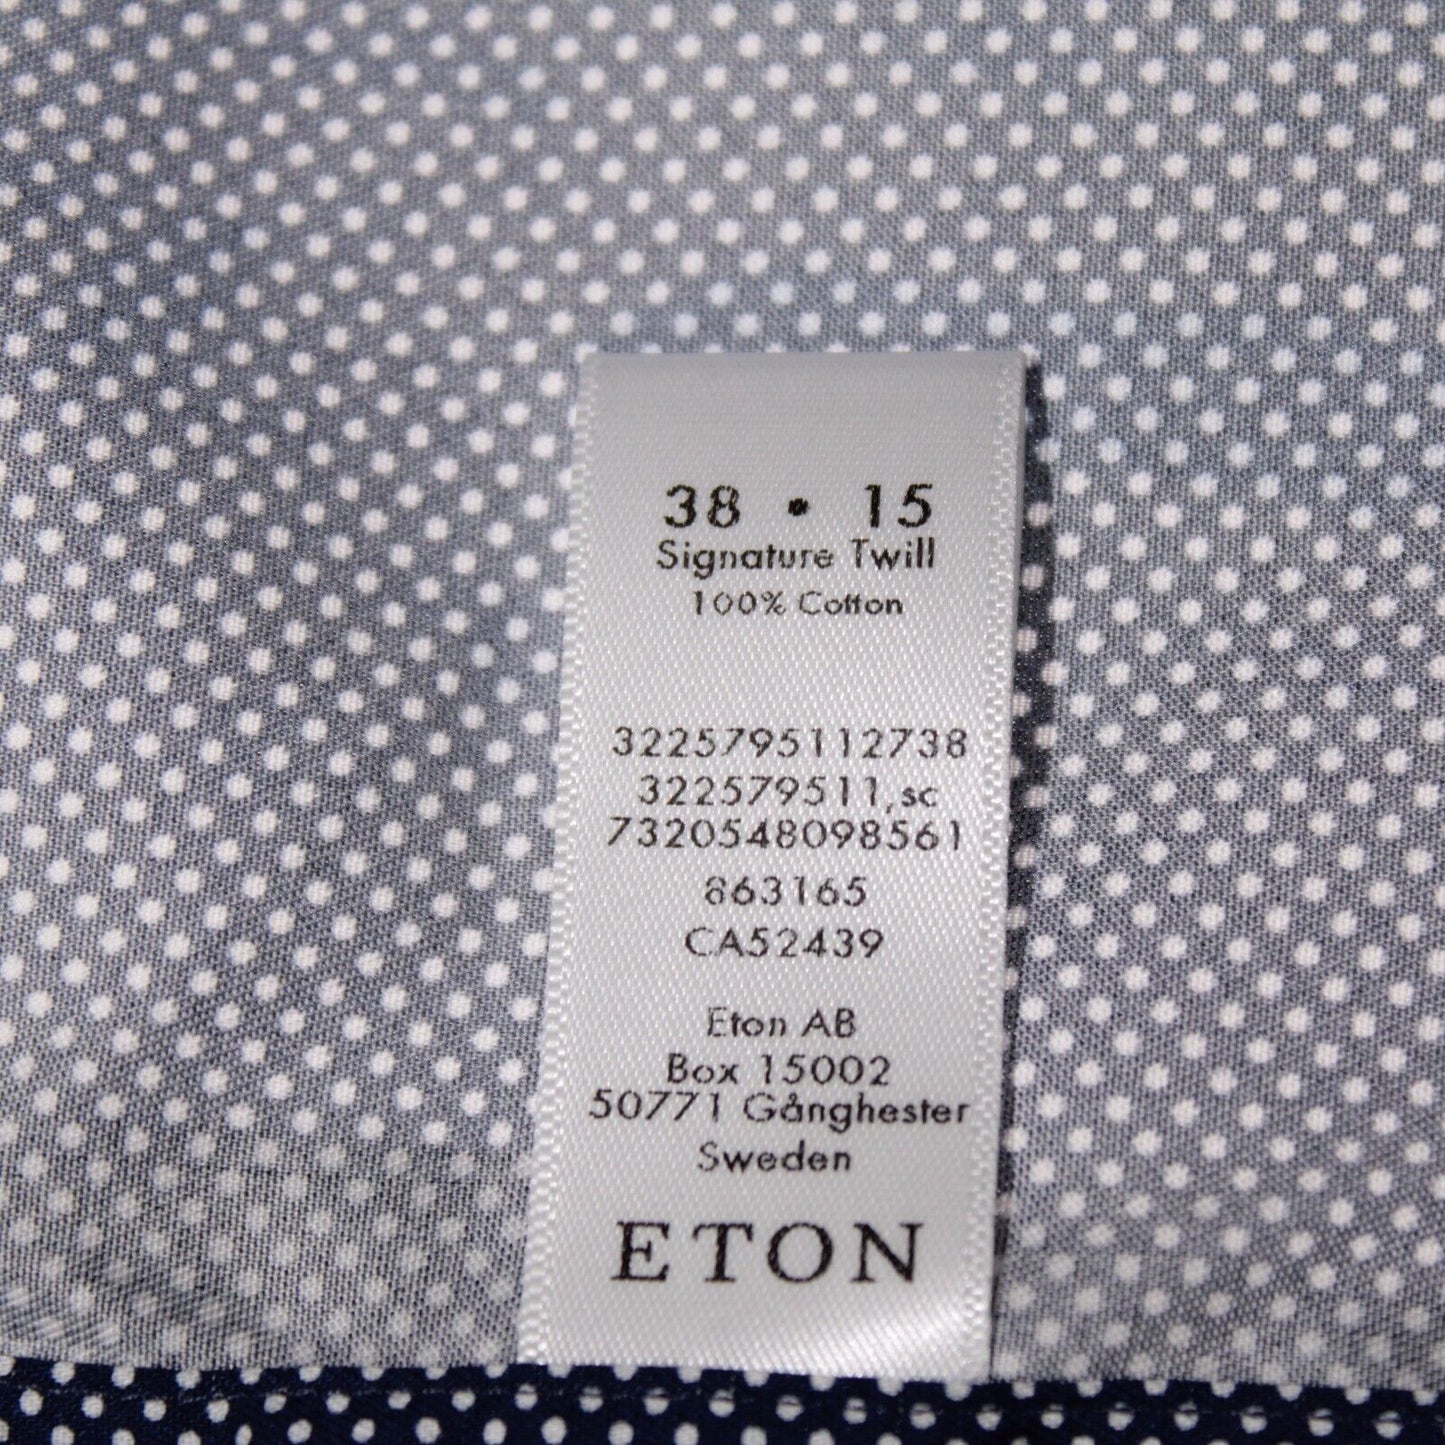 38 • 15
Signature Twill
100% Cotton
3225795112738
322579511,sc
7320548098561
863165
CA52439
Eton AB
Box 15002
50771 Gånghester
Sweden
ETON